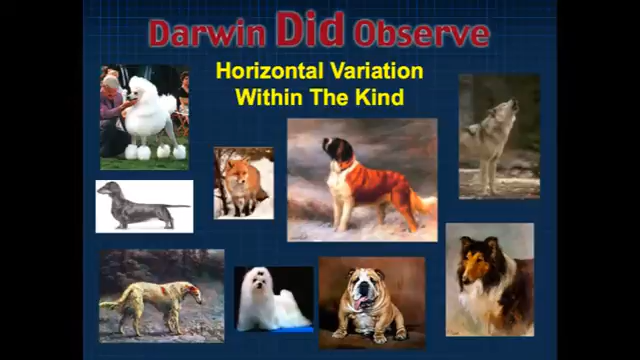 Darwin Did Observe
Horizontal Variation
Within The Kind